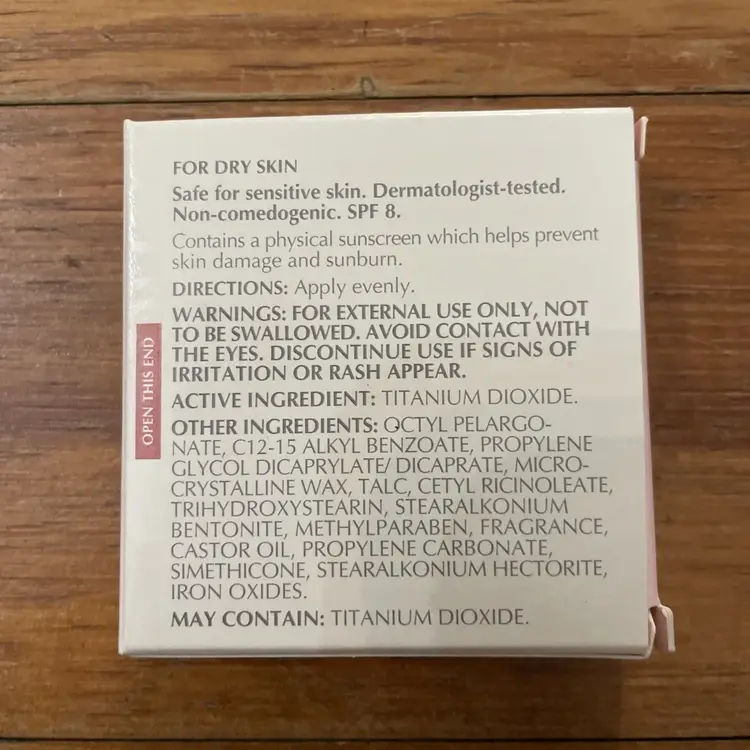 FOR DRY SKIN
Safe for sensitive skin. Dermatologist-tested.
Non-comedogenic. SPF 8.
Contains a physical sunscreen which helps prevent
skin damage and sunburn.
DIRECTIONS: Apply evenly.
WARNINGS: FOR EXTERNAL USE ONLY, NOT
TO BE SWALLOWED. AVOID CONTACT WITH
THE EYES. DISCONTINUE USE IF SIGNS OF
IRRITATION OR RASH APPEAR.
ACTIVE INGREDIENT: TITANIUM DIOXIDE.
OTHER INGREDIENTS: OCTYL PELARGO-
NATE, C12-15 ALKYL BENZOATE, PROPYLENE
GLYCOL DICAPRYLATE/ DICAPRATE, MICRO-
CRYSTALLINE WAX, TALC, CETYL RICINOLEATE,
TRIHYDROXYSTEARIN, STEARALKONIUM
BENTONITE, METHYLPARABEN, FRAGRANCE,
CASTOR OIL, PROPYLENE CARBONATE,
SIMETHICONE, STEARALKONIUM HECTORITE,
IRON OXIDES.
MAY CONTAIN: TITANIUM DIOXIDE.
OPEN THIS END